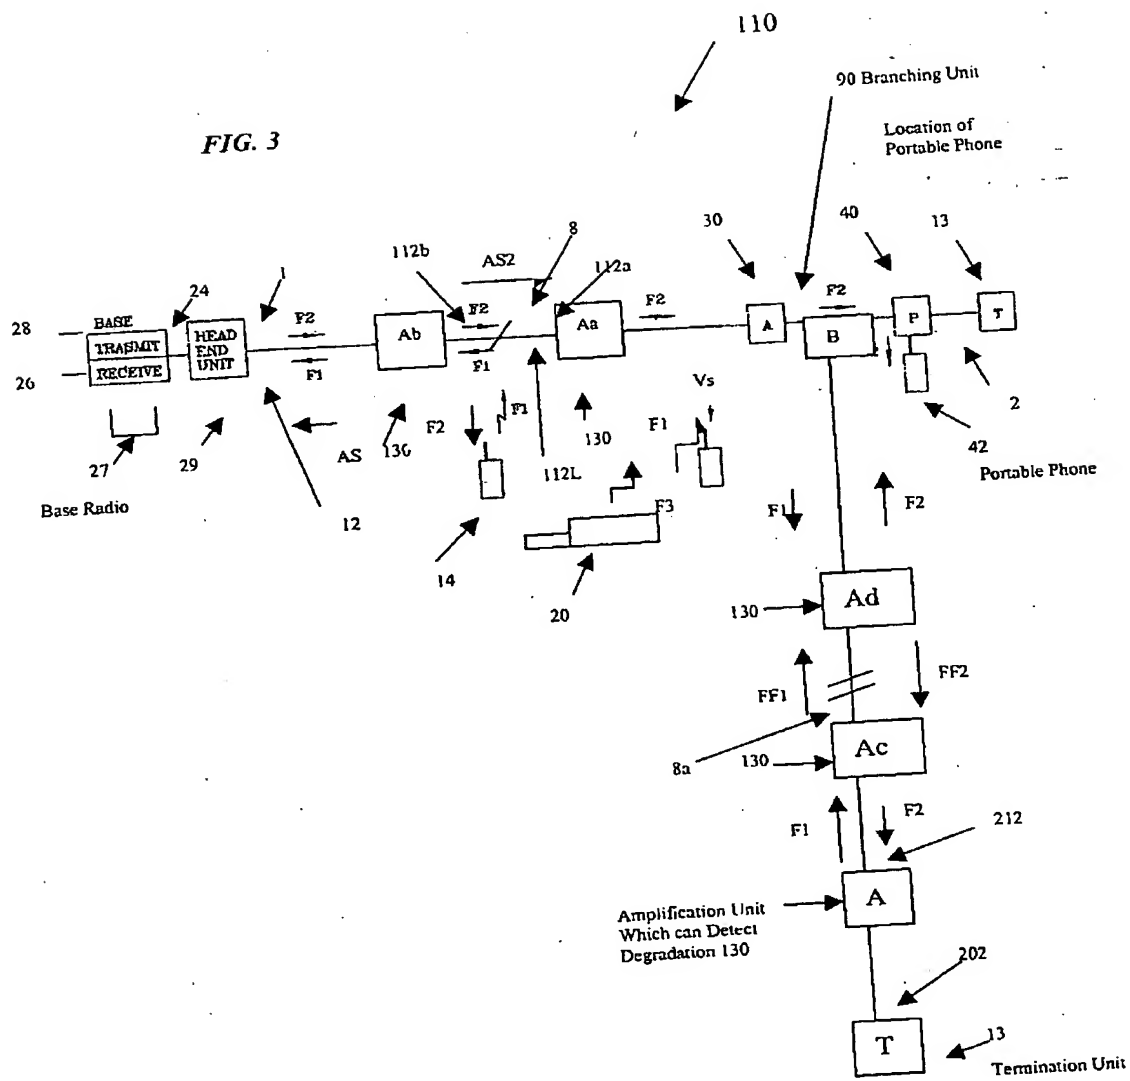 110
90 Branching Unit
FIG. 3
Location of
Portable Phone
30
40
13
8
112b
AS2
112a
1
24
F2
F2
F2
F2
28
BASE
TRASMIT
RECEIVE
HEAD
END
UNIT
Ab
Aa
A
B
P
T
26
F1
F1
27
29
AS
130
F2
F1
130
F1
Vs
2
42
Base Radio
12
112L
Portable Phone
F3
F1
F2
14
20
130
Ad
FF1
FF2
8a
130
Ac
F1
F2
212
Amplification Unit
Which can Detect
Degradation 130
A
202
T
13
Termination Unit